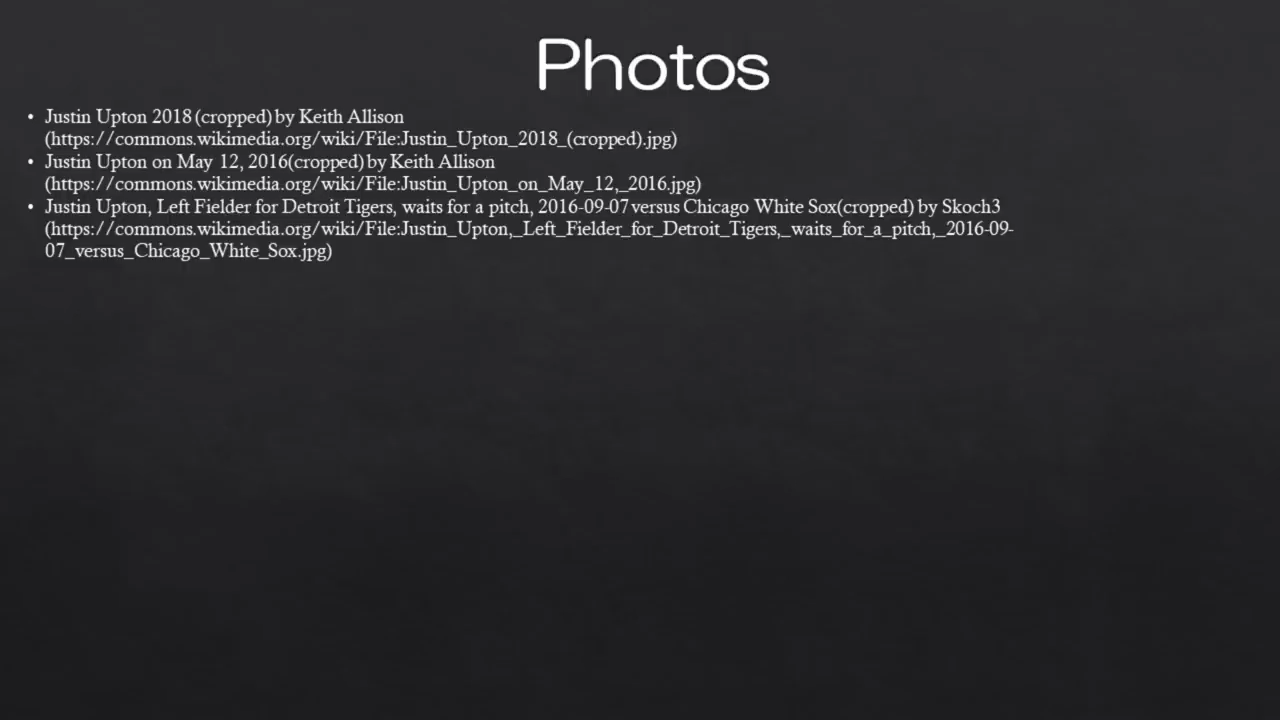 Photos
• Justin Upton 2018 (cropped) by Keith Allison
(https://commons.wikimedia.org/wiki/File:Justin_Upton_2018_(cropped).jpg)
• Justin Upton on May 12, 2016(cropped) by Keith Allison
(https://commons.wikimedia.org/wiki/File:Justin_Upton_on_May_12,_2016.jpg)
• Justin Upton, Left Fielder for Detroit Tigers, waits for a pitch, 2016-09-07 versus Chicago White Sox(cropped) by Skoch3
(https://commons.wikimedia.org/wiki/File:Justin_Upton,_Left_Fielder_for_Detroit_Tigers,_waits_for_a_pitch,_2016-09-
07_versus_Chicago_White_Sox.jpg)